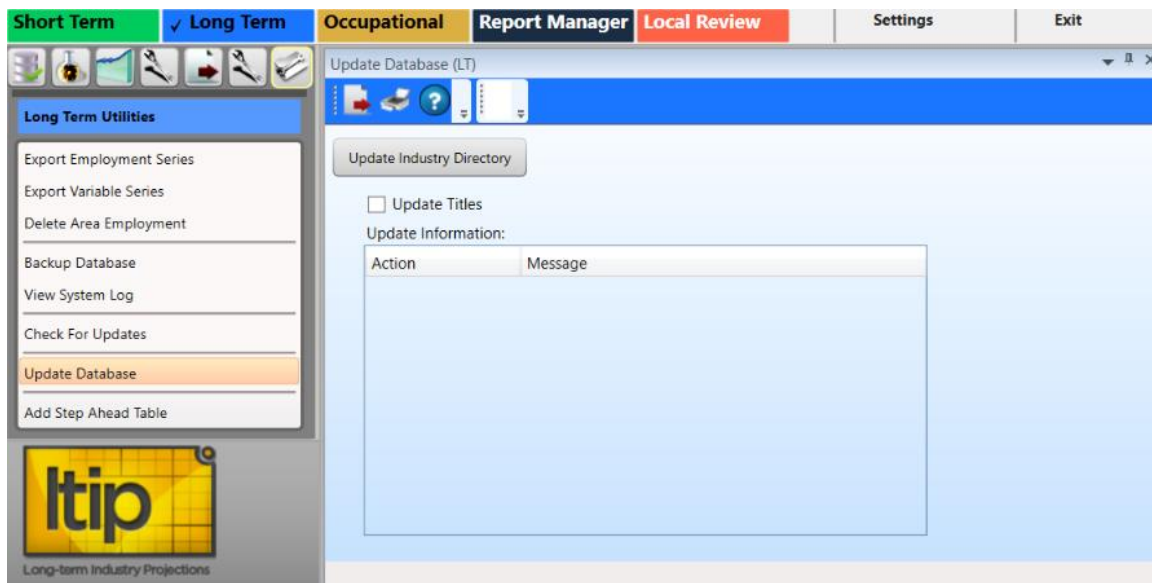 Short Term ✓ Long Term Occupational Report Manager Local Review Settings Exit
Update Database (LT)
Long Term Utilities
Export Employment Series
Export Variable Series
Delete Area Employment
Backup Database
View System Log
Check For Updates
Update Database
Add Step Ahead Table
ltip
Long-term Industry Projections
?
Update Industry Directory
Update Titles
Update Information:
Action Message